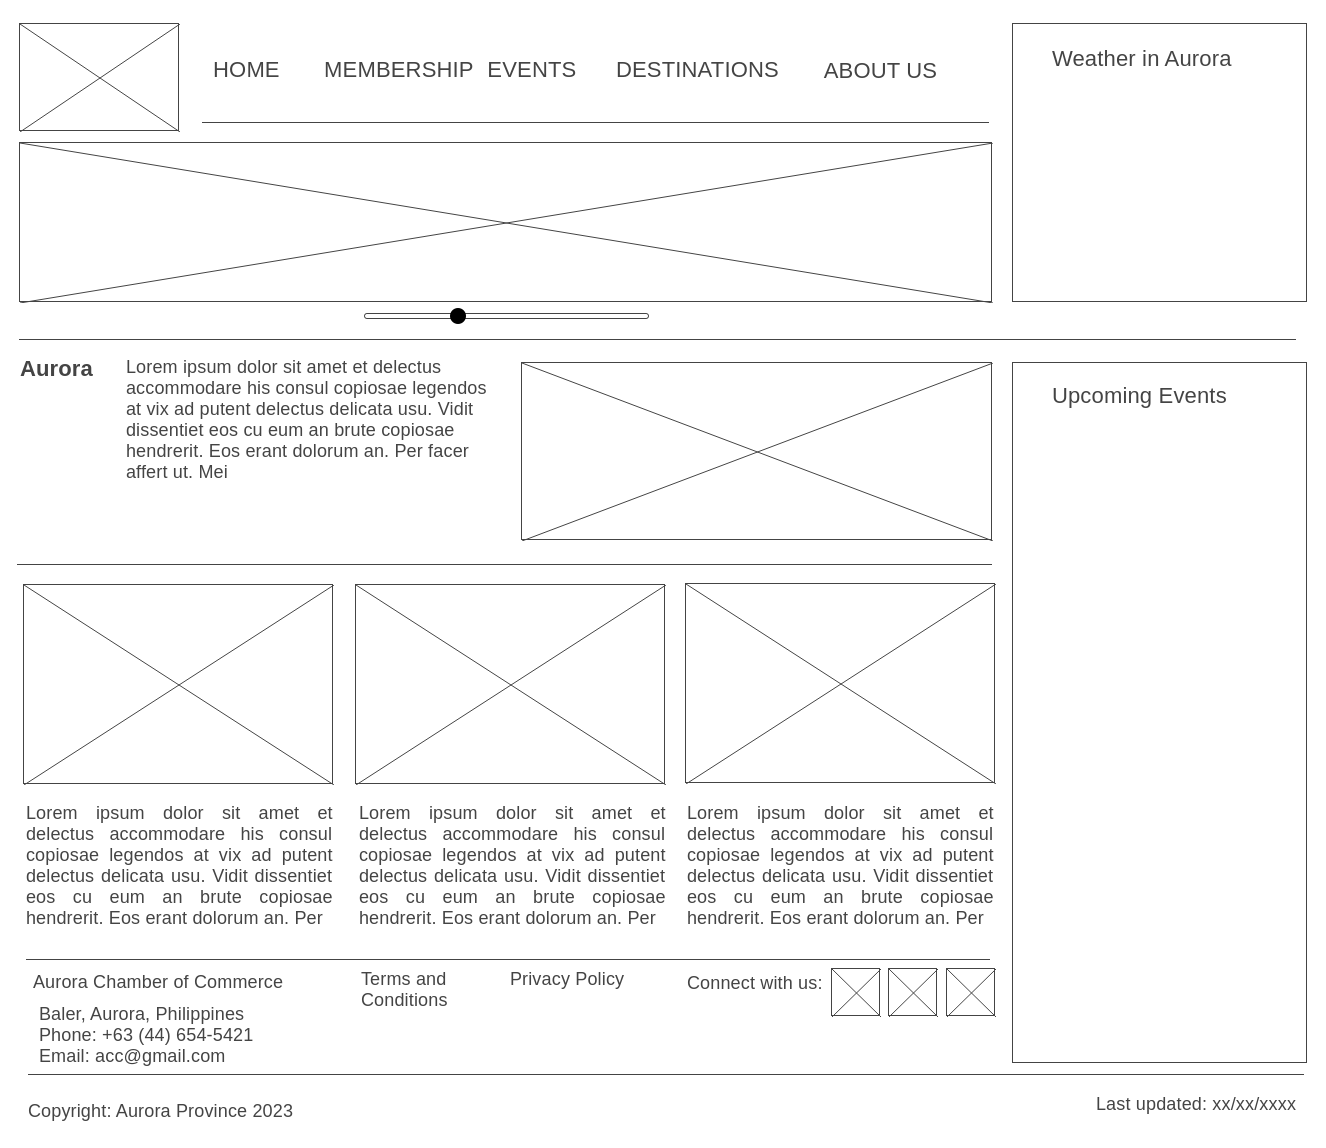 HOME MEMBERSHIP EVENTS DESTINATIONS ABOUT US
Weather in Aurora
Aurora
Lorem ipsum dolor sit amet et delectus
accommodare his consul copiosae legendos
at vix ad putent delectus delicata usu. Vidit
dissentiet eos cu eum an brute copiosae
hendrerit. Eos erant dolorum an. Per facer
affert ut. Mei
Upcoming Events
Lorem ipsum dolor sit amet et
delectus accommodare his consul
copiosae legendos at vix ad putent
delectus delicata usu. Vidit dissentiet
eos cu eum an brute copiosae
hendrerit. Eos erant dolorum an. Per
Lorem ipsum dolor sit amet et
delectus accommodare his consul
copiosae legendos at vix ad putent
delectus delicata usu. Vidit dissentiet
eos cu eum an brute copiosae
hendrerit. Eos erant dolorum an. Per
Lorem ipsum dolor sit amet et
delectus accommodare his consul
copiosae legendos at vix ad putent
delectus delicata usu. Vidit dissentiet
eos cu eum an brute copiosae
hendrerit. Eos erant dolorum an. Per
Aurora Chamber of Commerce
Baler, Aurora, Philippines
Phone: +63 (44) 654-5421
Email: acc@gmail.com
Terms and
Conditions
Privacy Policy
Connect with us:
Copyright: Aurora Province 2023
Last updated: xx/xx/xxxx